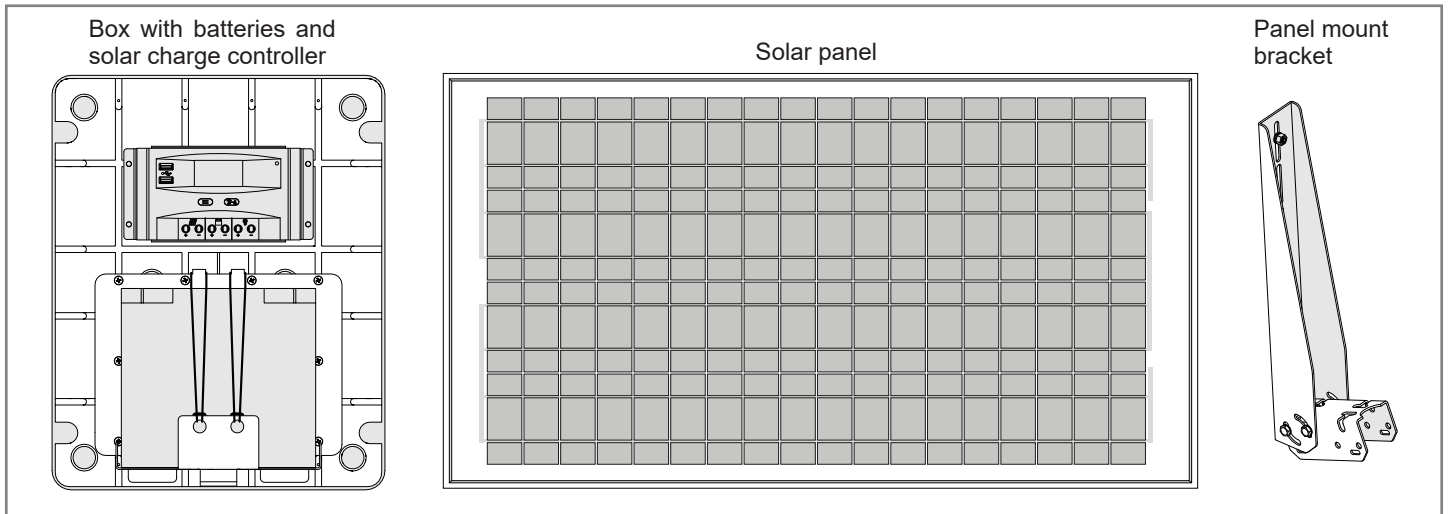 Box with batteries and
solar charge controller
Solar panel
Panel mount
bracket